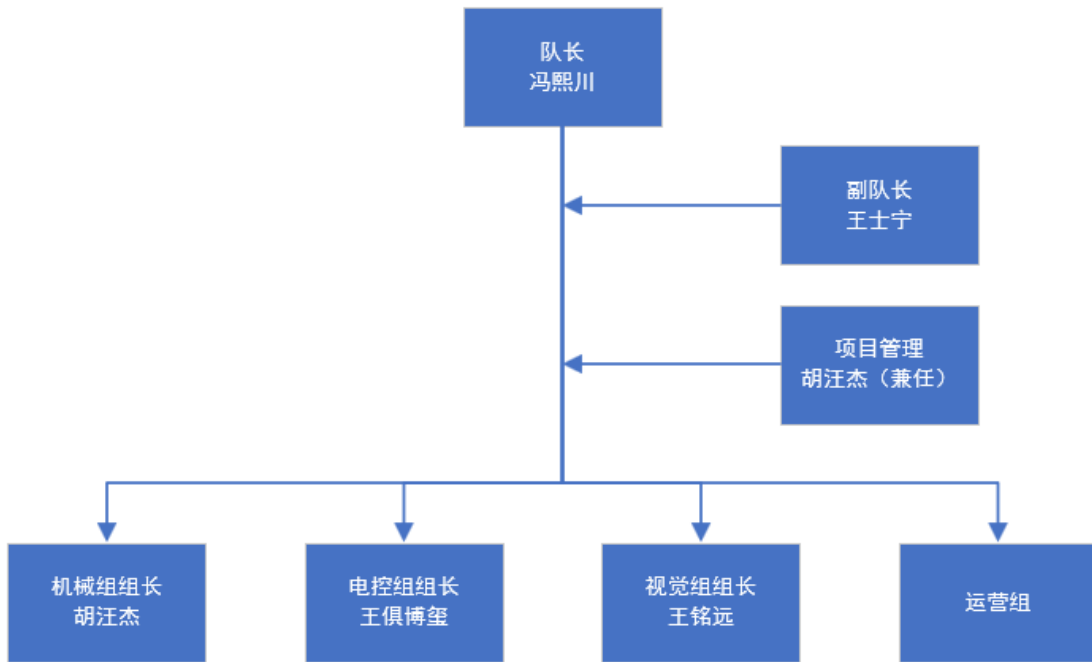 队长
冯熙川
副队长
王士宁
项目管理
胡汪杰（兼任）
机械组组长
胡汪杰
电控组组长
王俱博玺
视觉组组长
王铭远
运营组